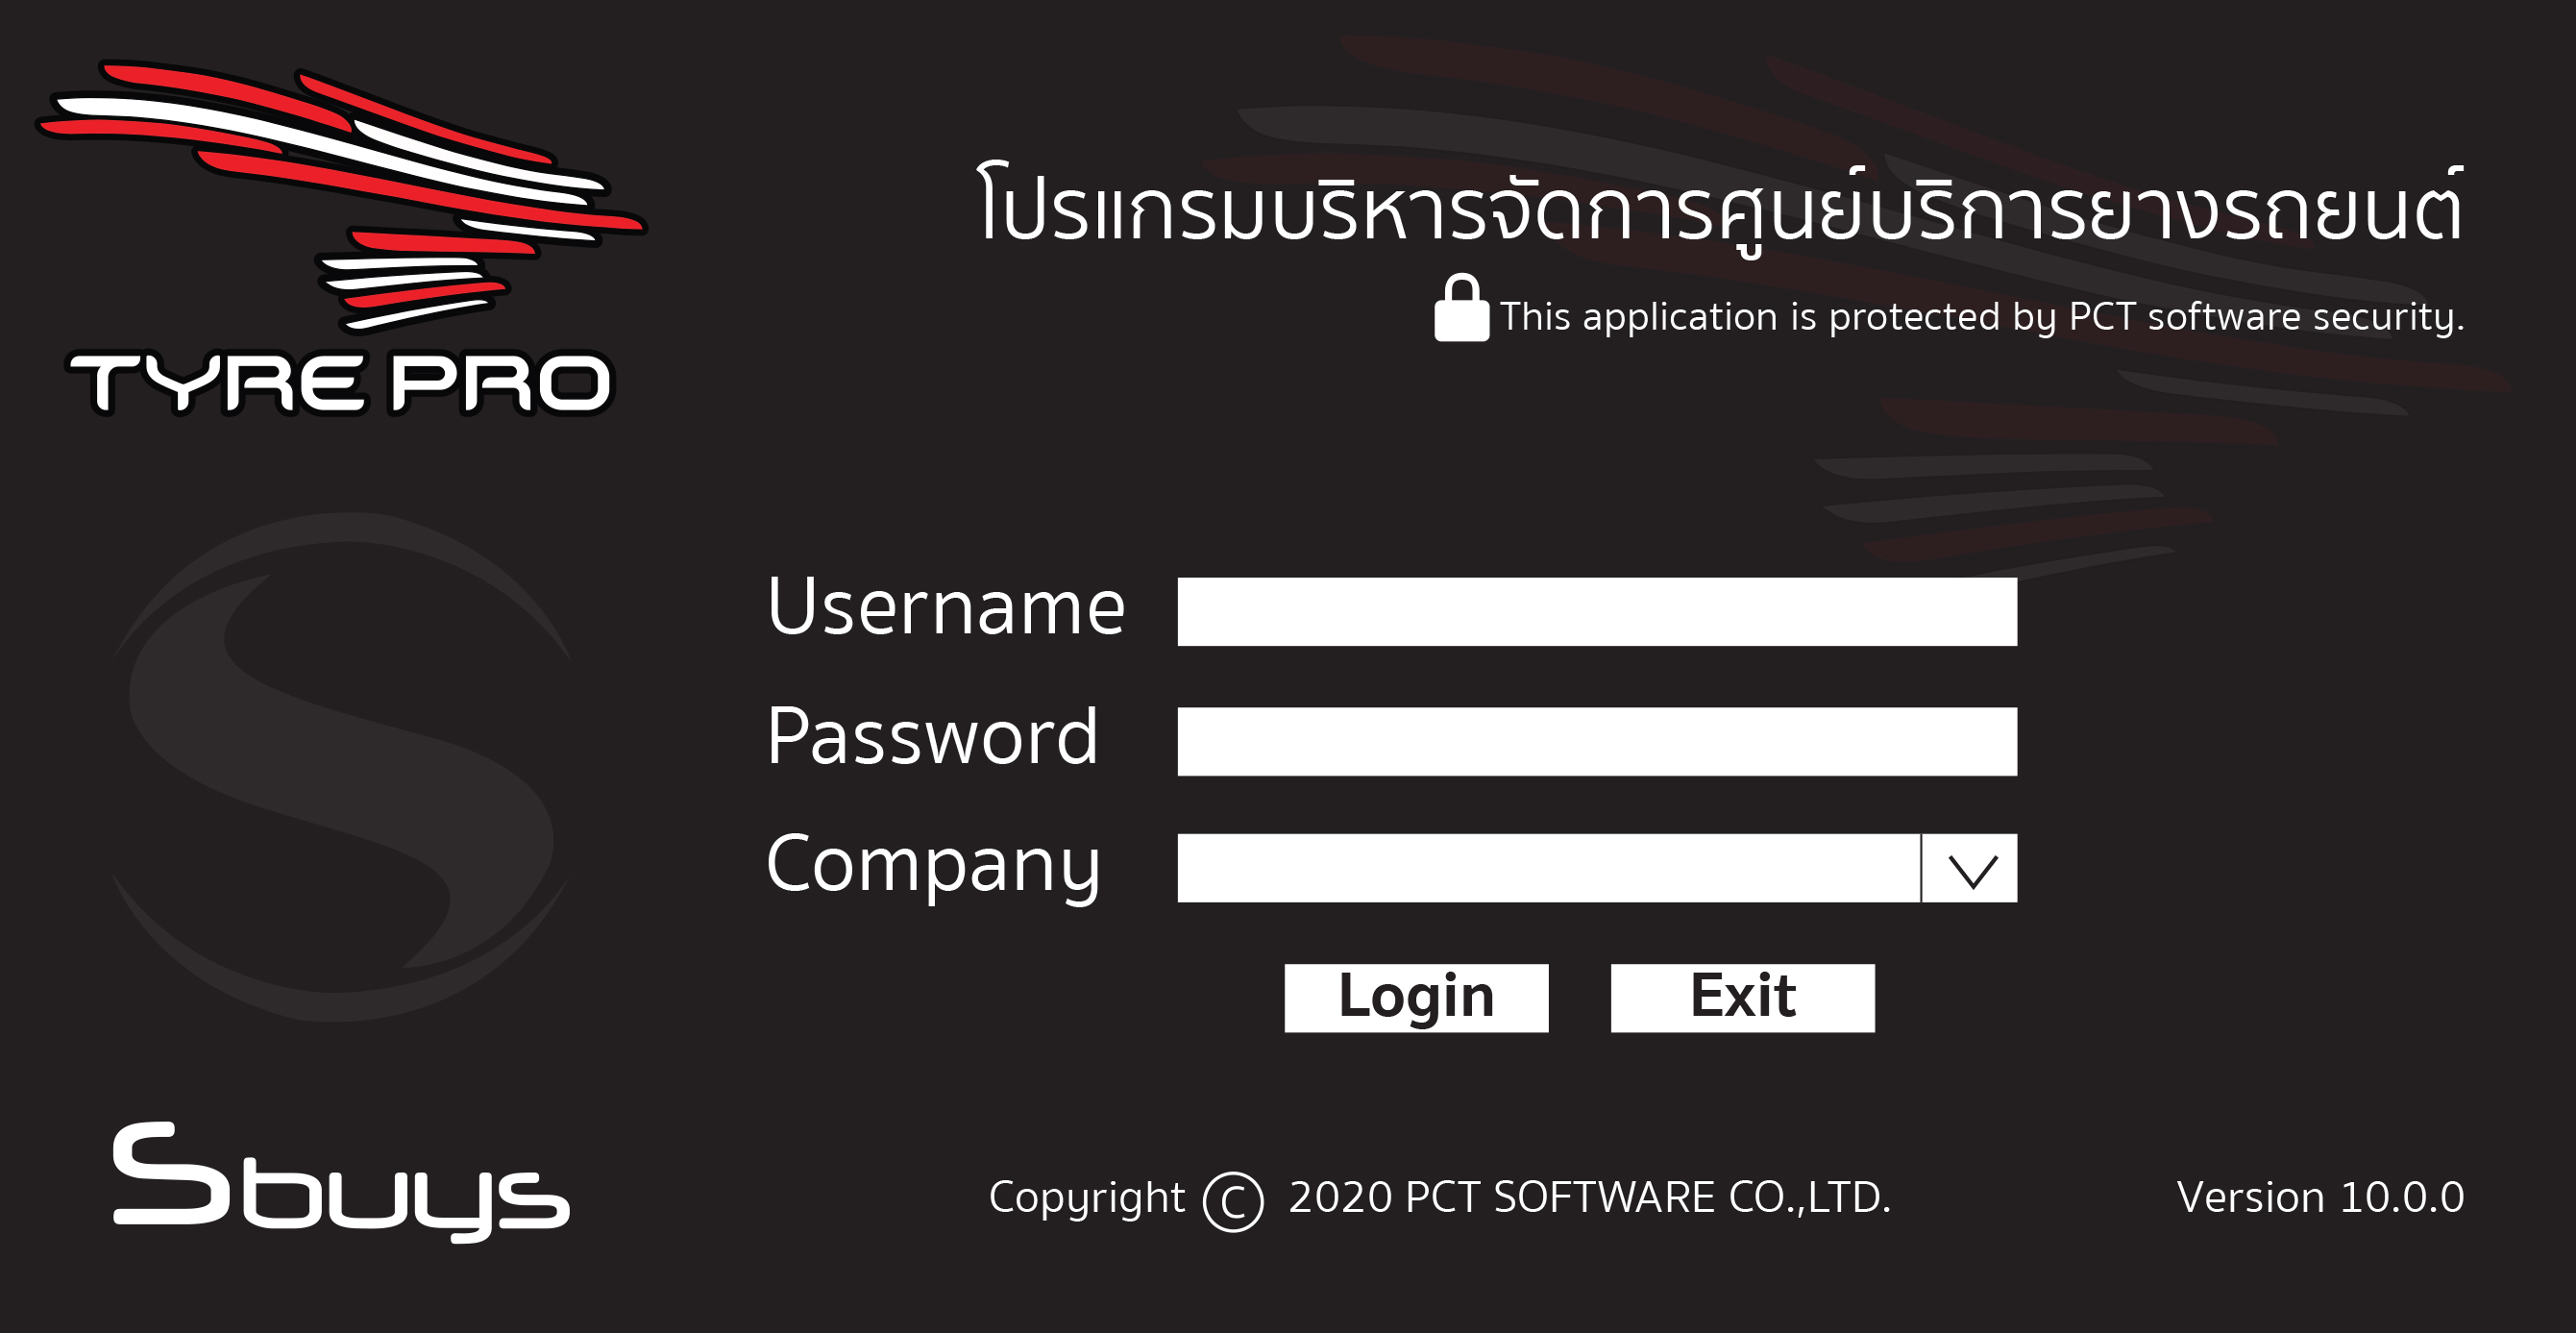 TYRE PRO
โปรแกรมบริหารจัดการศูนย์บริการยางรถยนต์
This application is protected by PCT software security.
Username
Password
Company
Login
Exit
Sbuys
Copyright © 2020 PCT SOFTWARE CO.,LTD.
Version 10.0.0